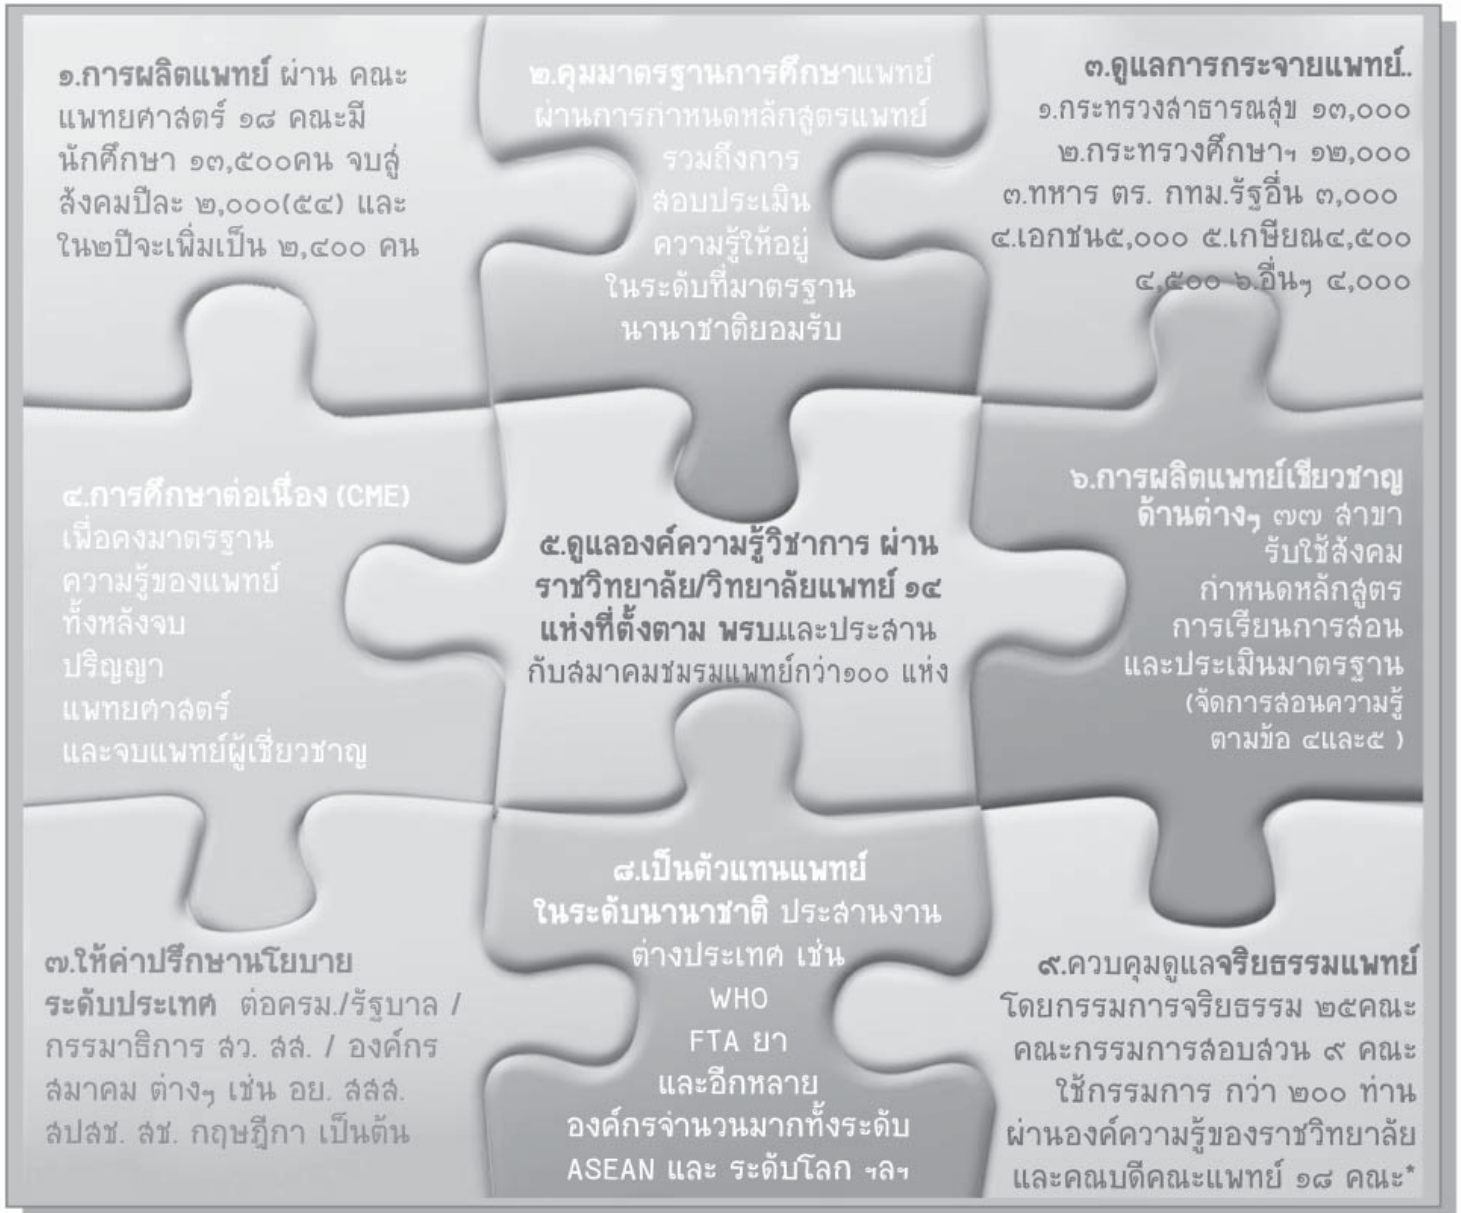 ๑.การผลิตแพทย์ ผ่าน คณะ
แพทยศาสตร์ ๑๘ คณะมี
นักศึกษา ๑๓,๕๐๐คน จบสู่
สังคมปีละ ๒,๐๐๐(๕๔) และ
ใน๒ปีจะเพิ่มเป็น ๒,๔๐๐ คน
๒.คุมมาตรฐานการศึกษาแพทย์
ผ่านการกำหนดหลักสูตรแพทย์
รวมถึงการ
สอบประเมิน
ความรู้ให้อยู่
ในระดับที่มาตรฐาน
นานาชาติยอมรับ
๓.ดูแลการกระจายแพทย์..
๑.กระทรวงสาธารณสุข ๑๓,๐๐๐
๒.กระทรวงศึกษาฯ ๑๒,๐๐๐
๓.ทหาร ตร. กทม.รัฐอื่น ๓,๐๐๐
๔.เอกชน๕,๐๐๐ ๕.เกษียณ๔,๕๐๐
๔,๕๐๐ ๖.อื่นๆ ๔,๐๐๐
๔.การศึกษาต่อเนื่อง (CME)
เพื่อคงมาตรฐาน
ความรู้ของแพทย์
ทั้งหลังจบ
ปริญญา
แพทยศาสตร์
และจบแพทย์ผู้เชี่ยวชาญ
๕.ดูแลองค์ความรู้วิชาการ ผ่าน
ราชวิทยาลัย/วิทยาลัยแพทย์ ๑๔
แห่งที่ตั้งตาม พรบ.และประสาน
กับสมาคมชมรมแพทย์กว่า๑๐๐ แห่ง
๖.การผลิตแพทย์เชี่ยวชาญ
ด้านต่างๆ ๗๗ สาขา
รับใช้สังคม
กำหนดหลักสูตร
การเรียนการสอน
และประเมินมาตรฐาน
(จัดการสอนความรู้
ตามข้อ ๔และ๕ )
๗.ให้คำปรึกษานโยบาย
ระดับประเทศ ต่อครม./รัฐบาล /
กรรมาธิการ สว. สส. / องค์กร
สมาคม ต่างๆ เช่น อย. สสส.
สปสช. สช. กฤษฎีกา เป็นต้น
๘.เป็นตัวแทนแพทย์
ในระดับนานาชาติ ประสานงาน
ต่างประเทศ เช่น
WHO
FTA ยา
และอีกหลาย
องค์กรจำนวนมากทั้งระดับ
ASEAN และ ระดับโลก ฯลฯ
๙.ควบคุมดูแลจริยธรรมแพทย์
โดยกรรมการจริยธรรม ๒๕คณะ
คณะกรรมการสอบสวน ๙ คณะ
ใช้กรรมการ กว่า ๒๐๐ ท่าน
ผ่านองค์ความรู้ของราชวิทยาลัย
และคณบดีคณะแพทย์ ๑๘ คณะ*